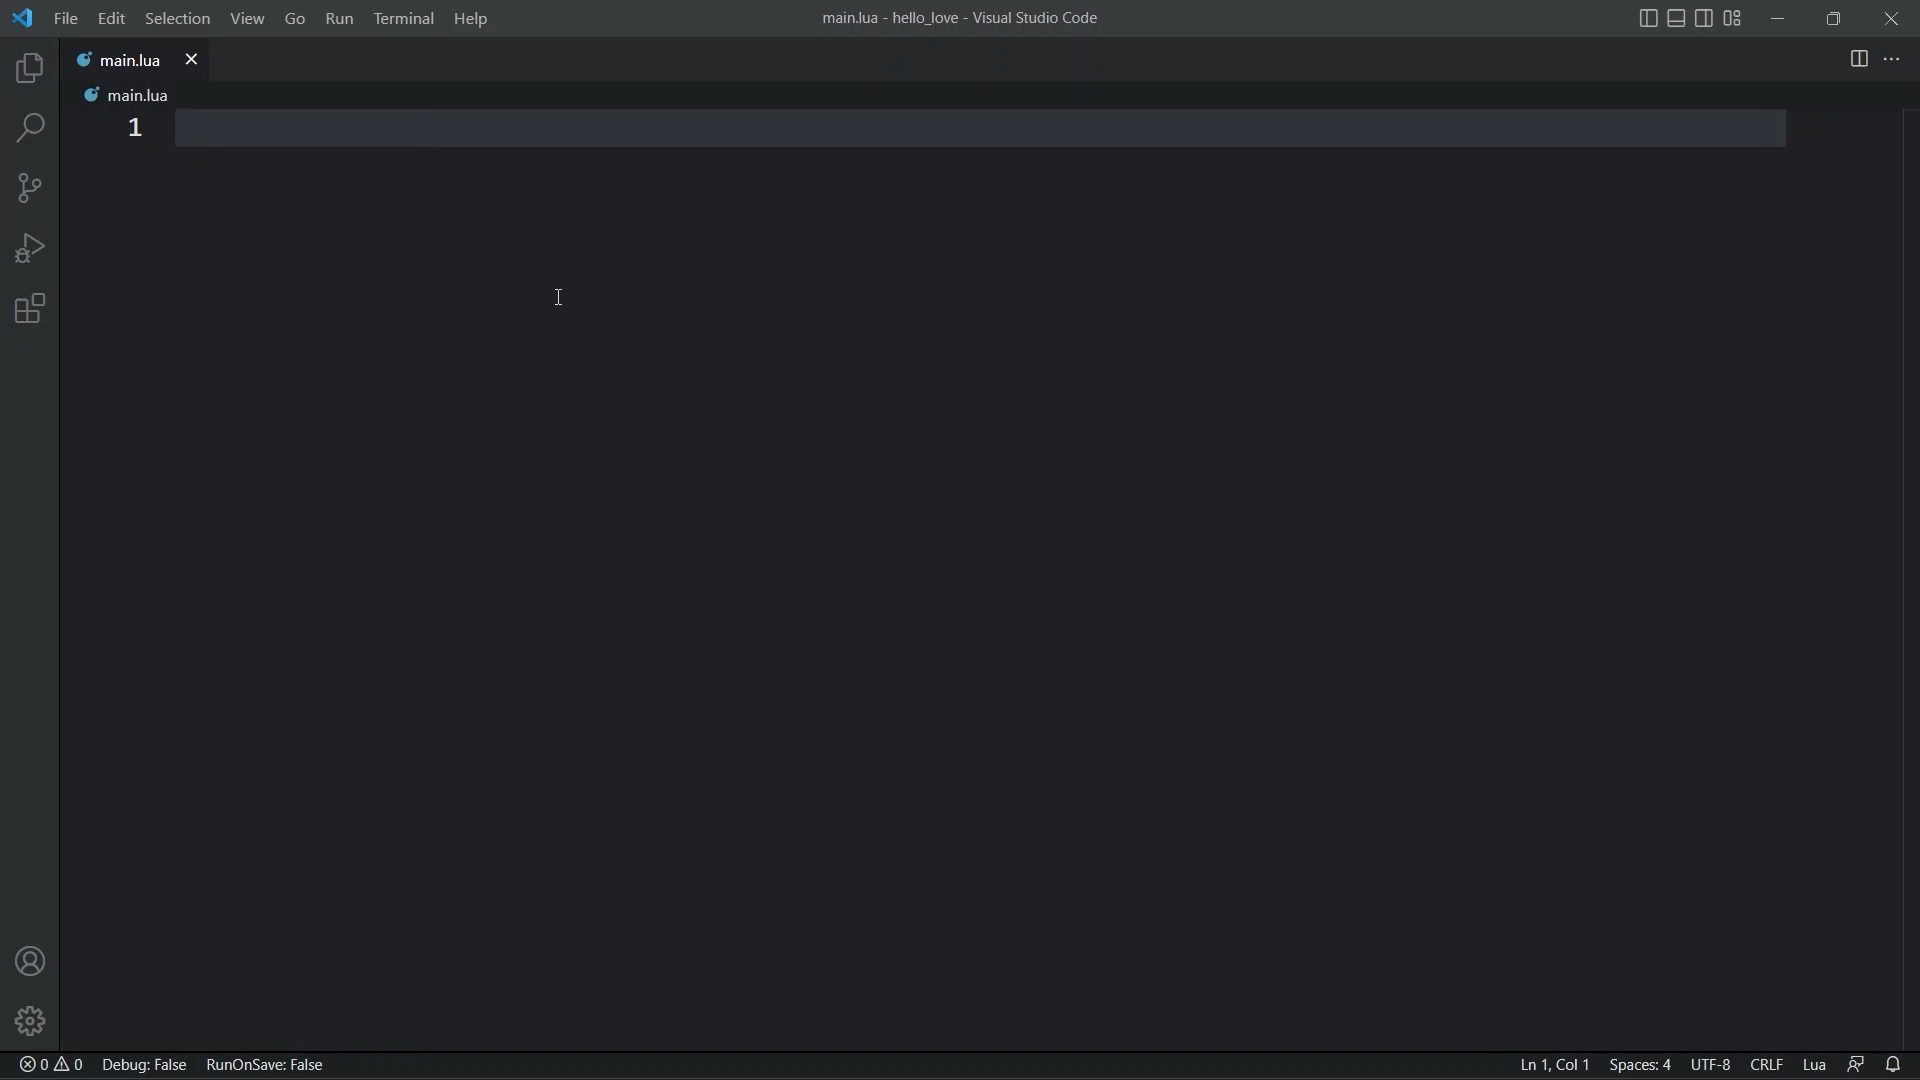 File Edit Selection View Go Run Terminal Help
main.lua - hello_love - Visual Studio Code
main.lua
main.lua
1
0 0 Debug: False RunOnSave: False
Ln 1, Col 1 Spaces: 4 UTF-8 CRLF Lua